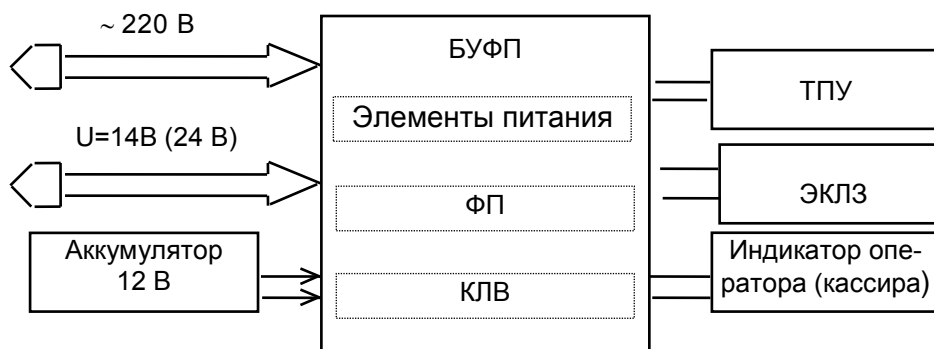 ~ 220 В
БУФП
ТПУ
Элементы питания
U=14В (24 В)
ЭКЛЗ
ФП
Аккумулятор
12 В
Индикатор опе-
ратора (кассира)
КЛВ